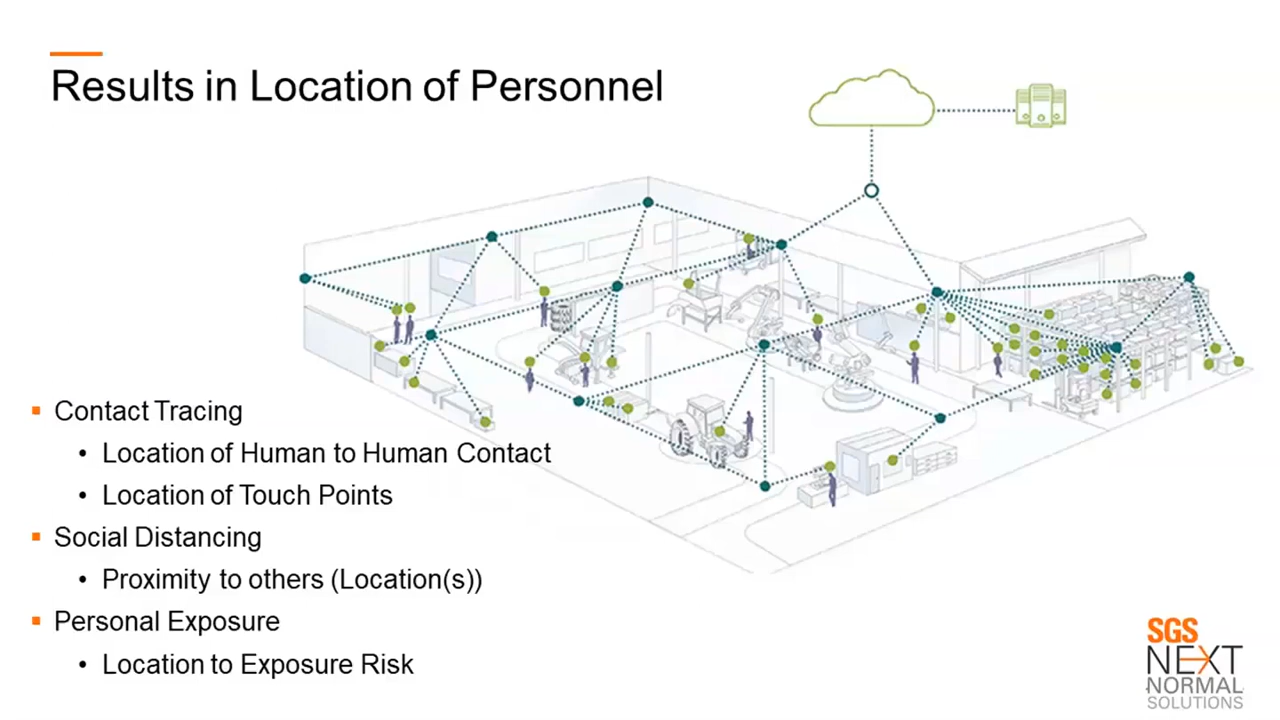 Results in Location of Personnel
Contact Tracing
Location of Human to Human Contact
Location of Touch Points
Social Distancing
Proximity to others (Location(s))
Personal Exposure
Location to Exposure Risk
SGS
NEXT
NORMAL
SOLUTIONS